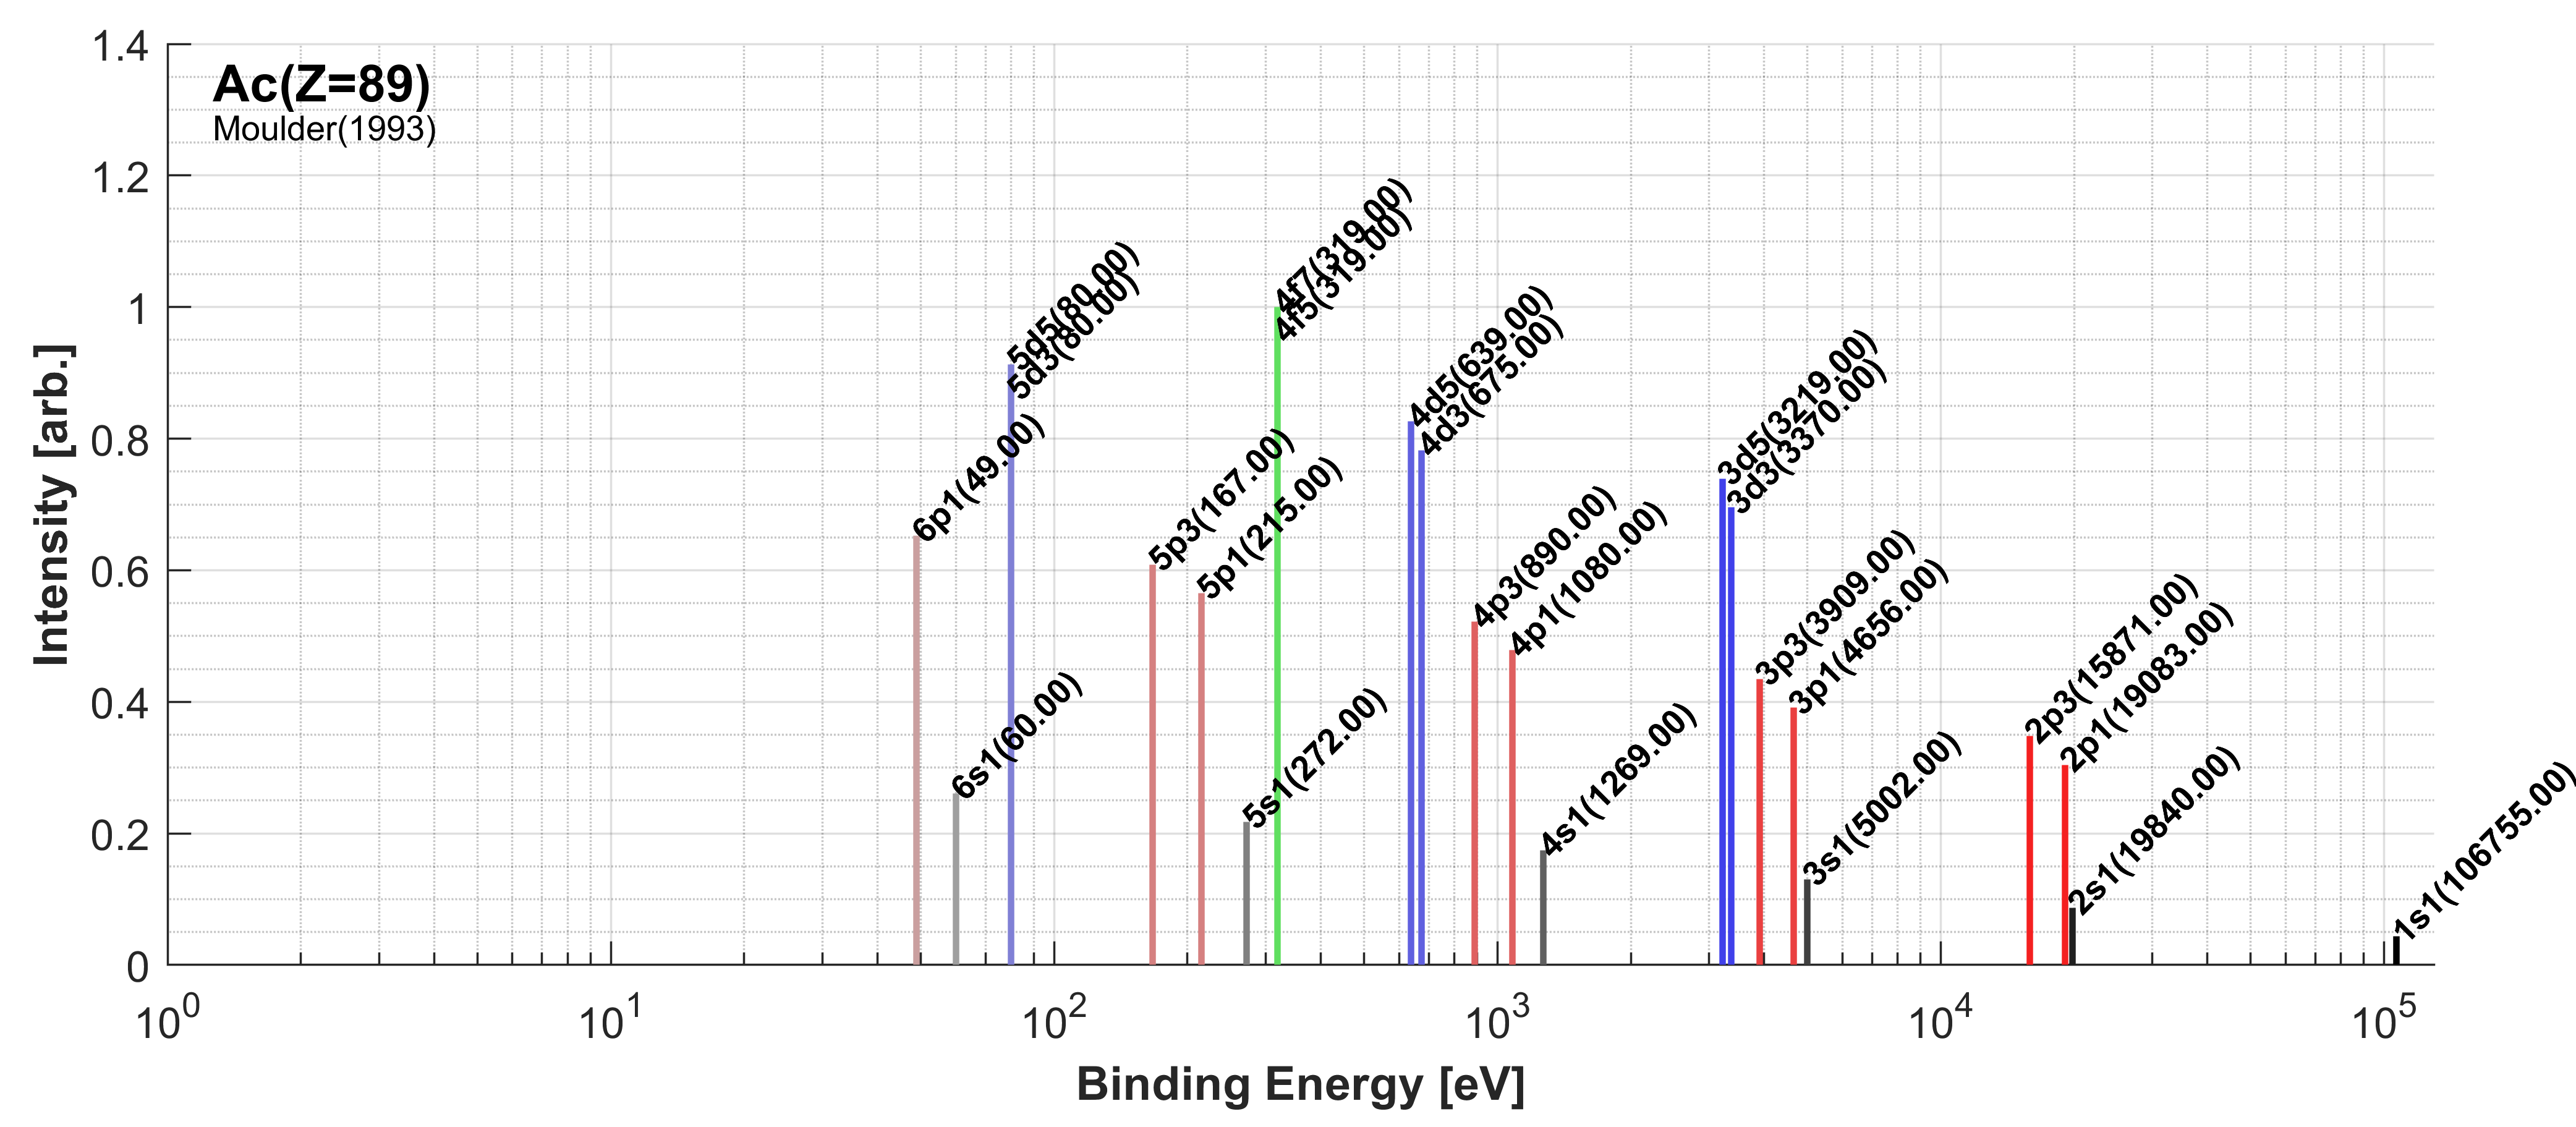 Ac(Z=89)
Moulder(1993)
Intensity [arb.]
1.4
1.2
1
0.8
0.6
0.4
0.2
0
6p1(49.00)
6s1(60.00)
5d5(80.00)
5d3(80.00)
5p3(167.00)
5p1(215.00)
5s1(272.00)
4f7(319.00)
4f5(319.00)
4d5(639.00)
4d3(675.00)
4p3(890.00)
4p1(1080.00)
4s1(1269.00)
3d5(3219.00)
3d3(3370.00)
3p3(3909.00)
3p1(4656.00)
3s1(5002.00)
2p3(15871.00)
2p1(19083.00)
2s1(19840.00)
1s1(106755.00)
10^0 10^1 10^2 10^3 10^4 10^5
Binding Energy [eV]